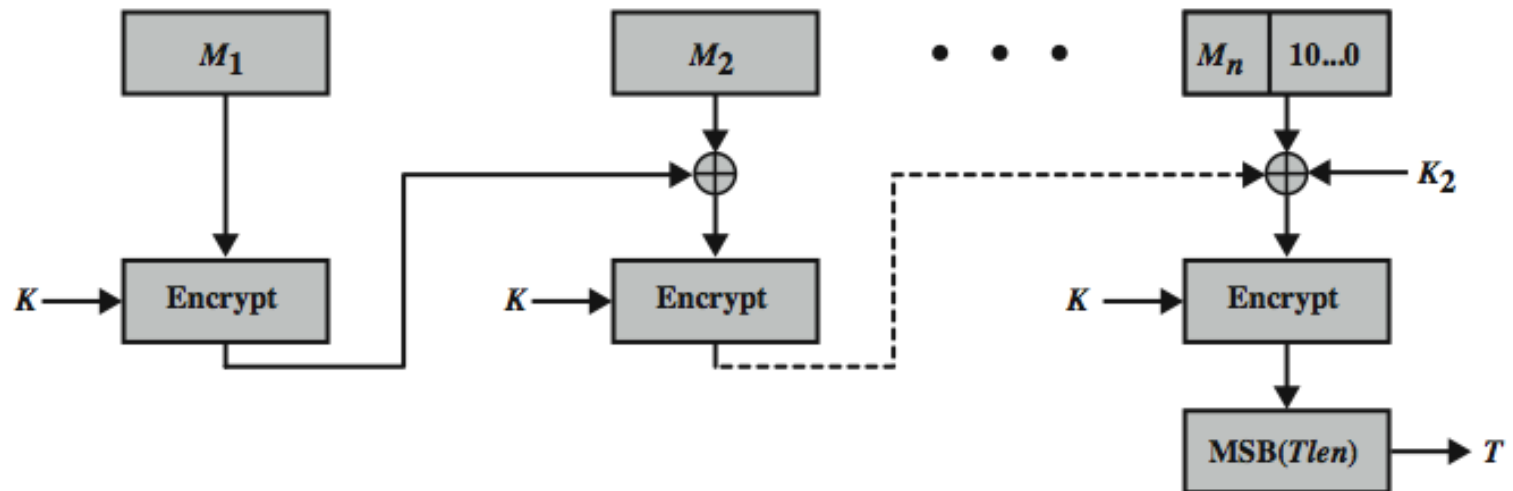 M1 M2 • • • Mn 10...0
K2
K Encrypt K Encrypt K Encrypt
MSB(Tlen) T